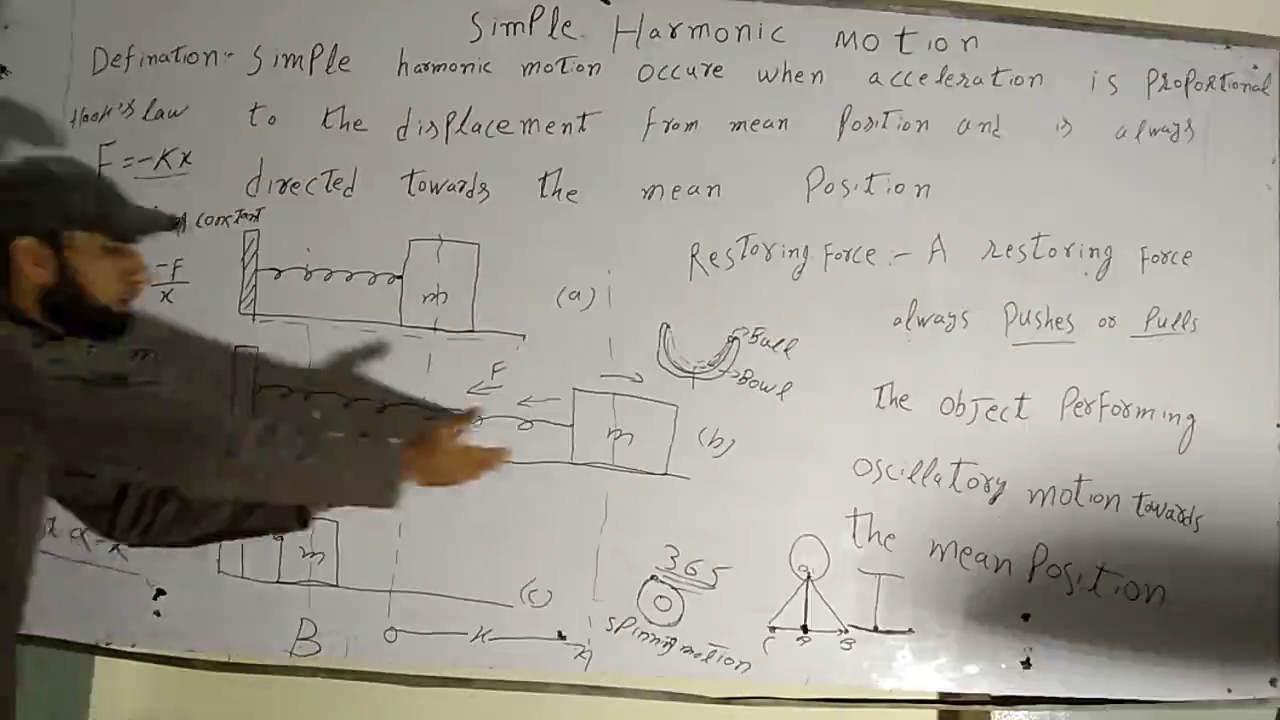 Simple Harmonic Motion
Defination:- Simple harmonic motion occure when acceleration is proportional
Hook's Law to the displacement from mean position and is always
F = -Kx
directed towards the mean Position
constant
-F
x
m
(a)
Restoring Force :- A restoring Force
always Pushes or Pulls
Ball
Bowl
F
m
(b)
The object Performing
oscillatory motion towards
the mean Position
α -x
m
(c)
B O x A
365
Spinning motion
C A B